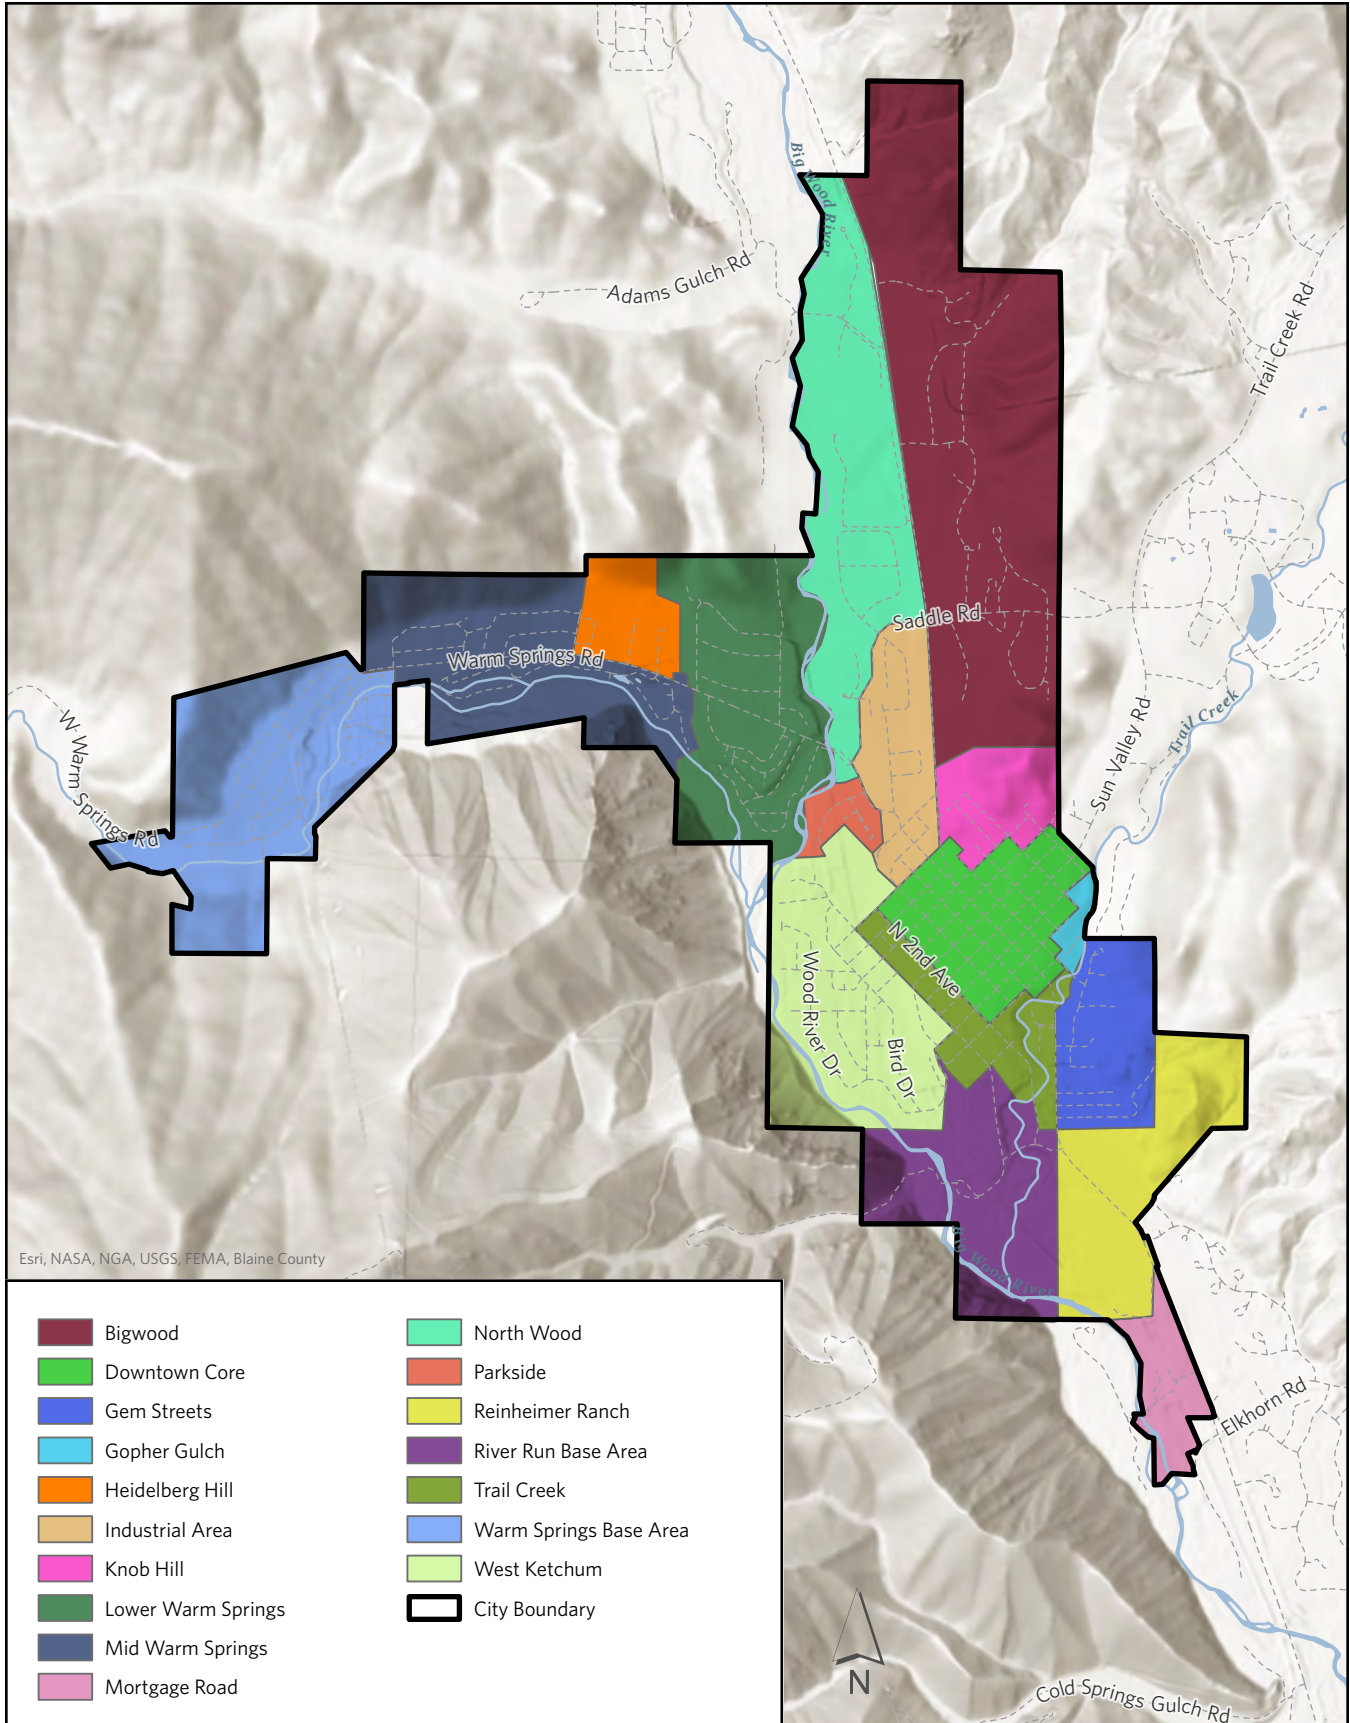 Big Wood River
Adams Gulch Rd
Trail Creek Rd
Saddle Rd
Warm Springs Rd
W Warm Springs Rd
Sun Valley Rd
Trail Creek
N 2nd Ave
Wood River Dr
Bird Dr
Big Wood River
Esri, NASA, NGA, USGS, FEMA, Blaine County
Elkhorn Rd
Cold Springs Gulch Rd
N
Bigwood
Downtown Core
Gem Streets
Gopher Gulch
Heidelberg Hill
Industrial Area
Knob Hill
Lower Warm Springs
Mid Warm Springs
Mortgage Road
North Wood
Parkside
Reinheimer Ranch
River Run Base Area
Trail Creek
Warm Springs Base Area
West Ketchum
City Boundary